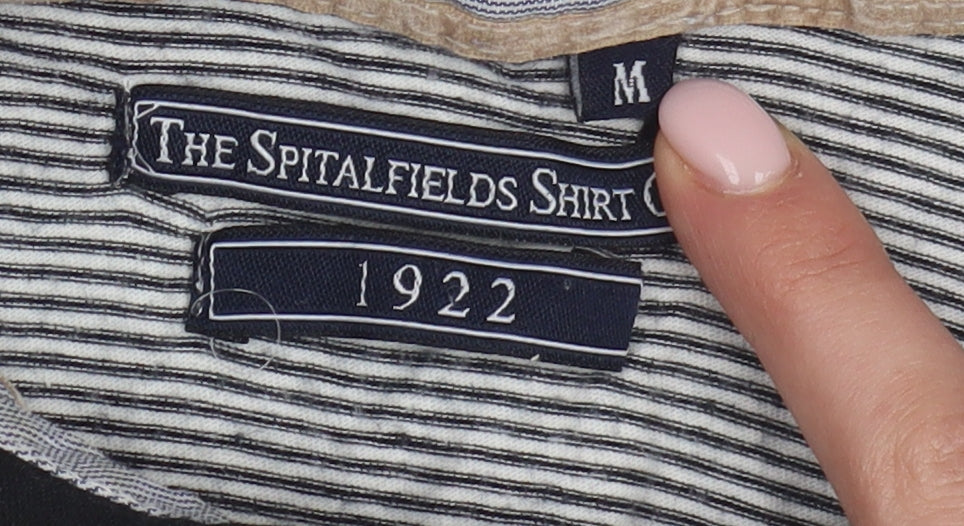 M
THE SPITALFIELDS SHIRT
1922